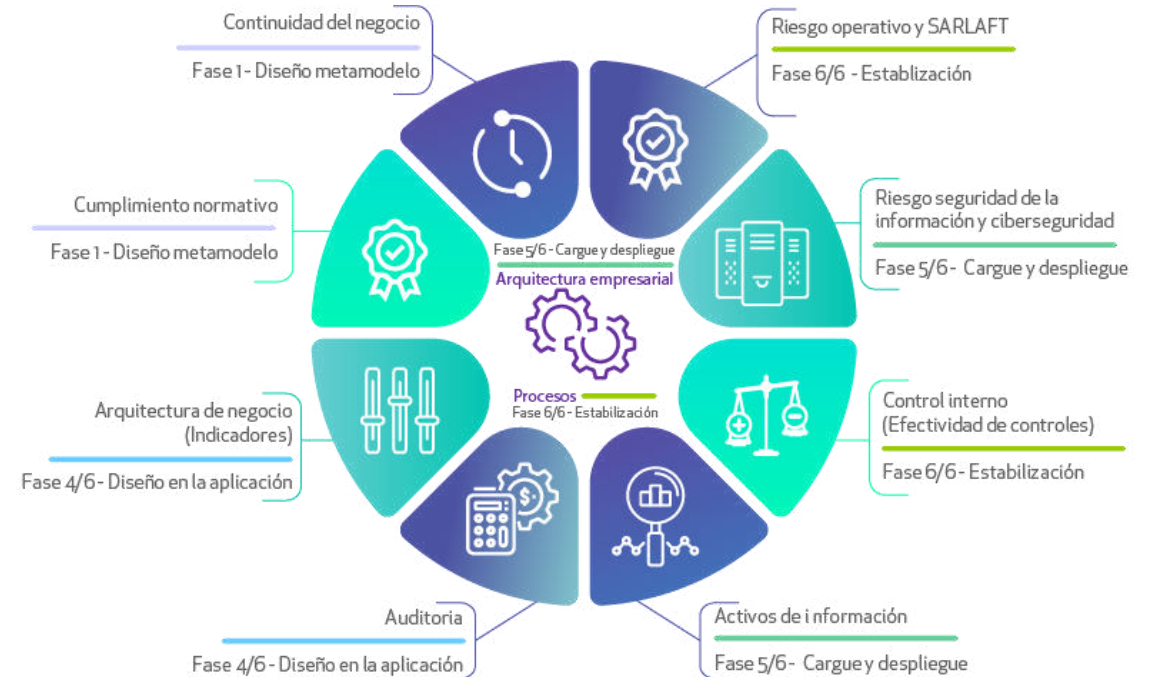 Continuidad del negocio
Fase 1 - Diseño metamodelo
Riesgo operativo y SARLAFT
Fase 6/6 - Establización
Cumplimiento normativo
Fase 1 - Diseño metamodelo
Riesgo seguridad de la
información y ciberseguridad
Fase 5/6 - Cargue y despliegue
Fase 5/6 - Cargue y despliegue
Arquitectura empresarial
Procesos
Fase 6/6 - Estabilización
Arquitectura de negocio
(Indicadores)
Fase 4/6 - Diseño en la aplicación
Control interno
(Efectividad de controles)
Fase 6/6 - Estabilización
$
Auditoria
Fase 4/6 - Diseño en la aplicación
Activos de i nformación
Fase 5/6 - Cargue y despliegue